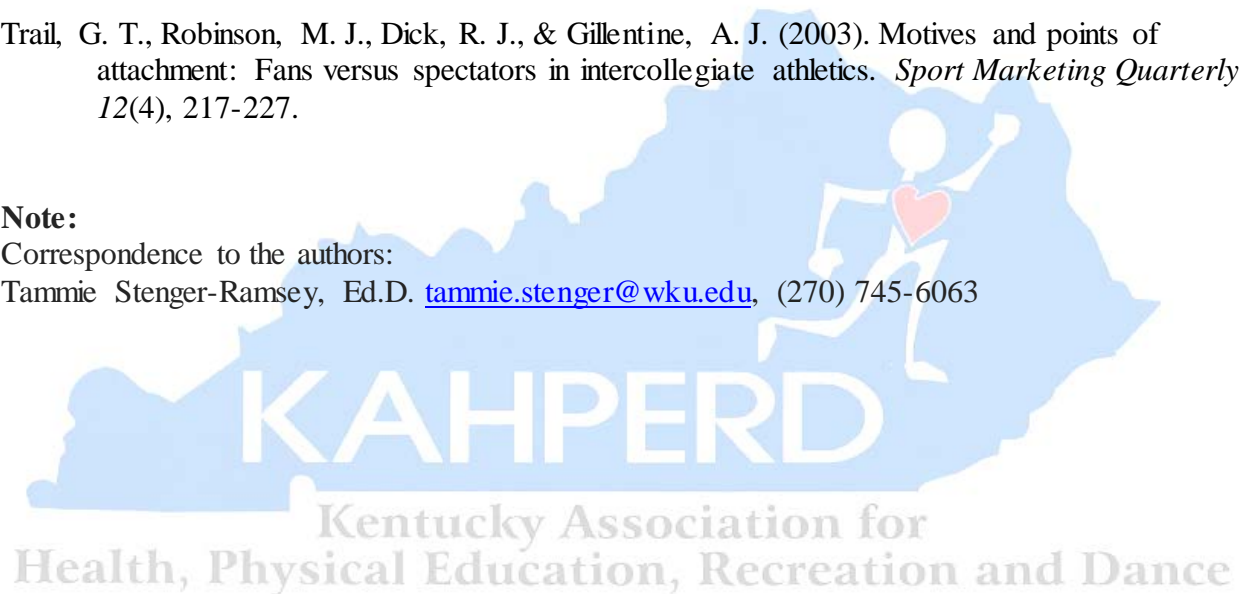 Trail, G. T., Robinson, M. J., Dick, R. J., & Gillentine, A. J. (2003). Motives and points of
attachment: Fans versus spectators in intercollegiate athletics. Sport Marketing Quarterly
12(4), 217-227.
Note:
Correspondence to the authors:
Tammie Stenger-Ramsey, Ed.D. tammie.stenger@wku.edu, (270) 745-6063
KAHPERD
Kentucky Association for
Health, Physical Education, Recreation and Dance